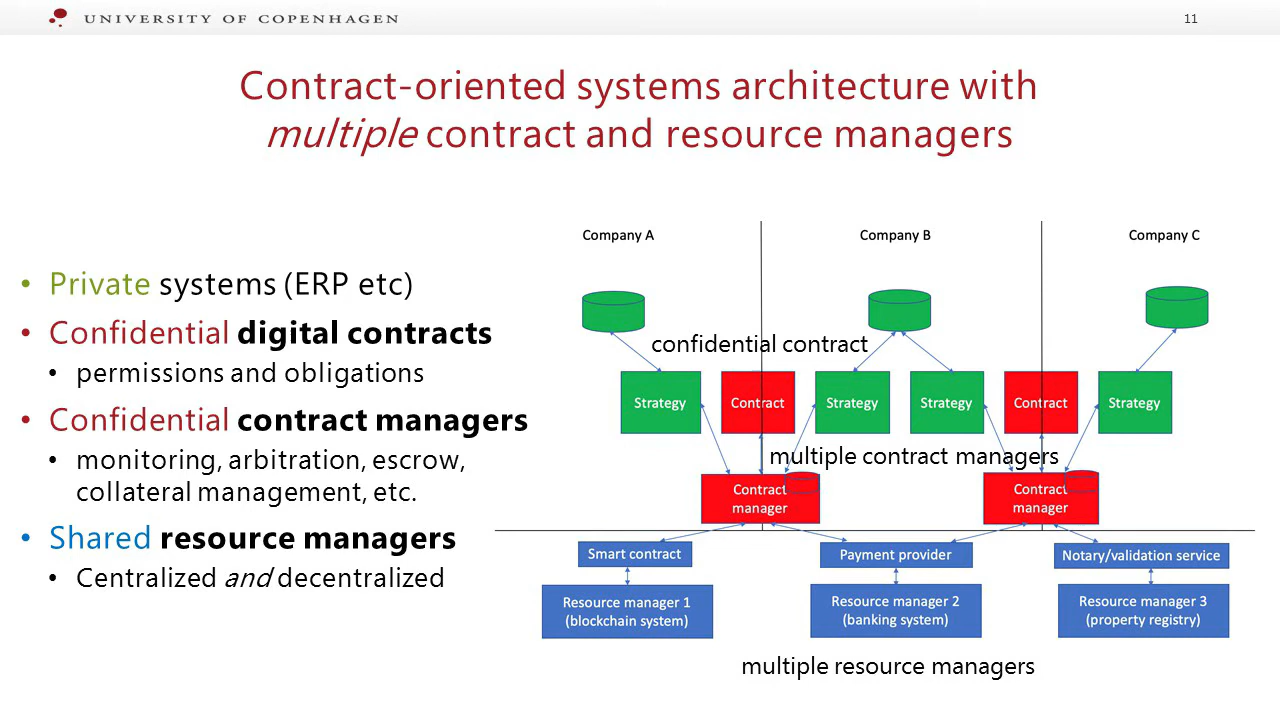 UNIVERSITY OF COPENHAGEN
11
Contract-oriented systems architecture with
multiple contract and resource managers
• Private systems (ERP etc)
• Confidential digital contracts
• permissions and obligations
• Confidential contract managers
• monitoring, arbitration, escrow,
collateral management, etc.
• Shared resource managers
• Centralized and decentralized
Company A
Company B
Company C
confidential contract
Strategy
Contract
Strategy
Strategy
Contract
Strategy
multiple contract managers
Contract
manager
Contract
manager
Smart contract
Payment provider
Notary/validation service
Resource manager 1
(blockchain system)
Resource manager 2
(banking system)
Resource manager 3
(property registry)
multiple resource managers